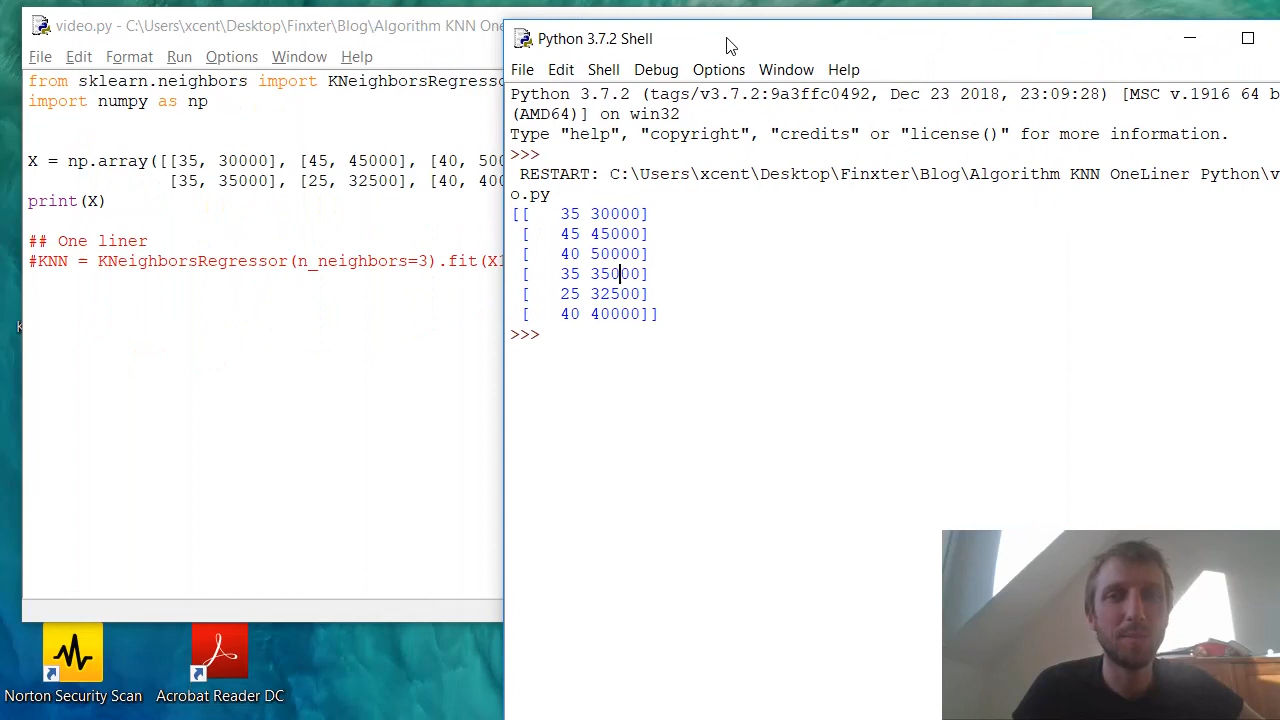 video.py - C:\Users\xcent\Desktop\Finxter\Blog\Algorithm KNN One
File Edit Format Run Options Window Help
from sklearn.neighbors import KNeighborsRegresso
import numpy as np
X = np.array([[35, 30000], [45, 45000], [40, 500
[35, 35000], [25, 32500], [40, 400
print(X)
## One liner
#KNN = KNeighborsRegressor(n_neighbors=3).fit(X
Python 3.7.2 Shell
File Edit Shell Debug Options Window Help
Python 3.7.2 (tags/v3.7.2:9a3ffc0492, Dec 23 2018, 23:09:28) [MSC v.1916 64 b
(AMD64)] on win32
Type "help", "copyright", "credits" or "license()" for more information.
>>>
RESTART: C:\Users\xcent\Desktop\Finxter\Blog\Algorithm KNN OneLiner Python\v
o.py
[[ 35 30000]
[ 45 45000]
[ 40 50000]
[ 35 35000]
[ 25 32500]
[ 40 40000]]
>>>
Norton Security Scan
Acrobat Reader DC